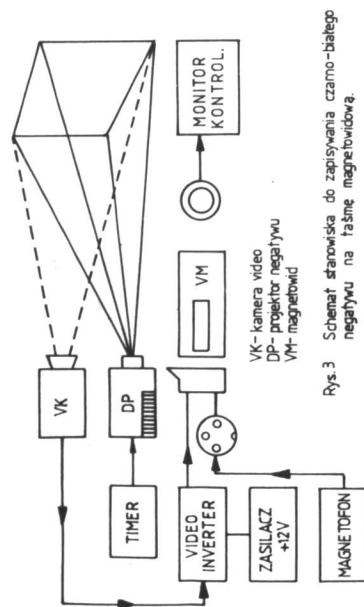 VK
DP
TIMER
VIDEO
INVERTER
ZASILACZ
+12V
MAGNETOFON
VM
MONITOR
KONTROL.
VK- kamera video
DP- projektor negatywu
VM- magnetowid
Rys. 3 Schemat stanowiska do zapisywania czarno-białego
negatywu na taśmę magnetowidową.